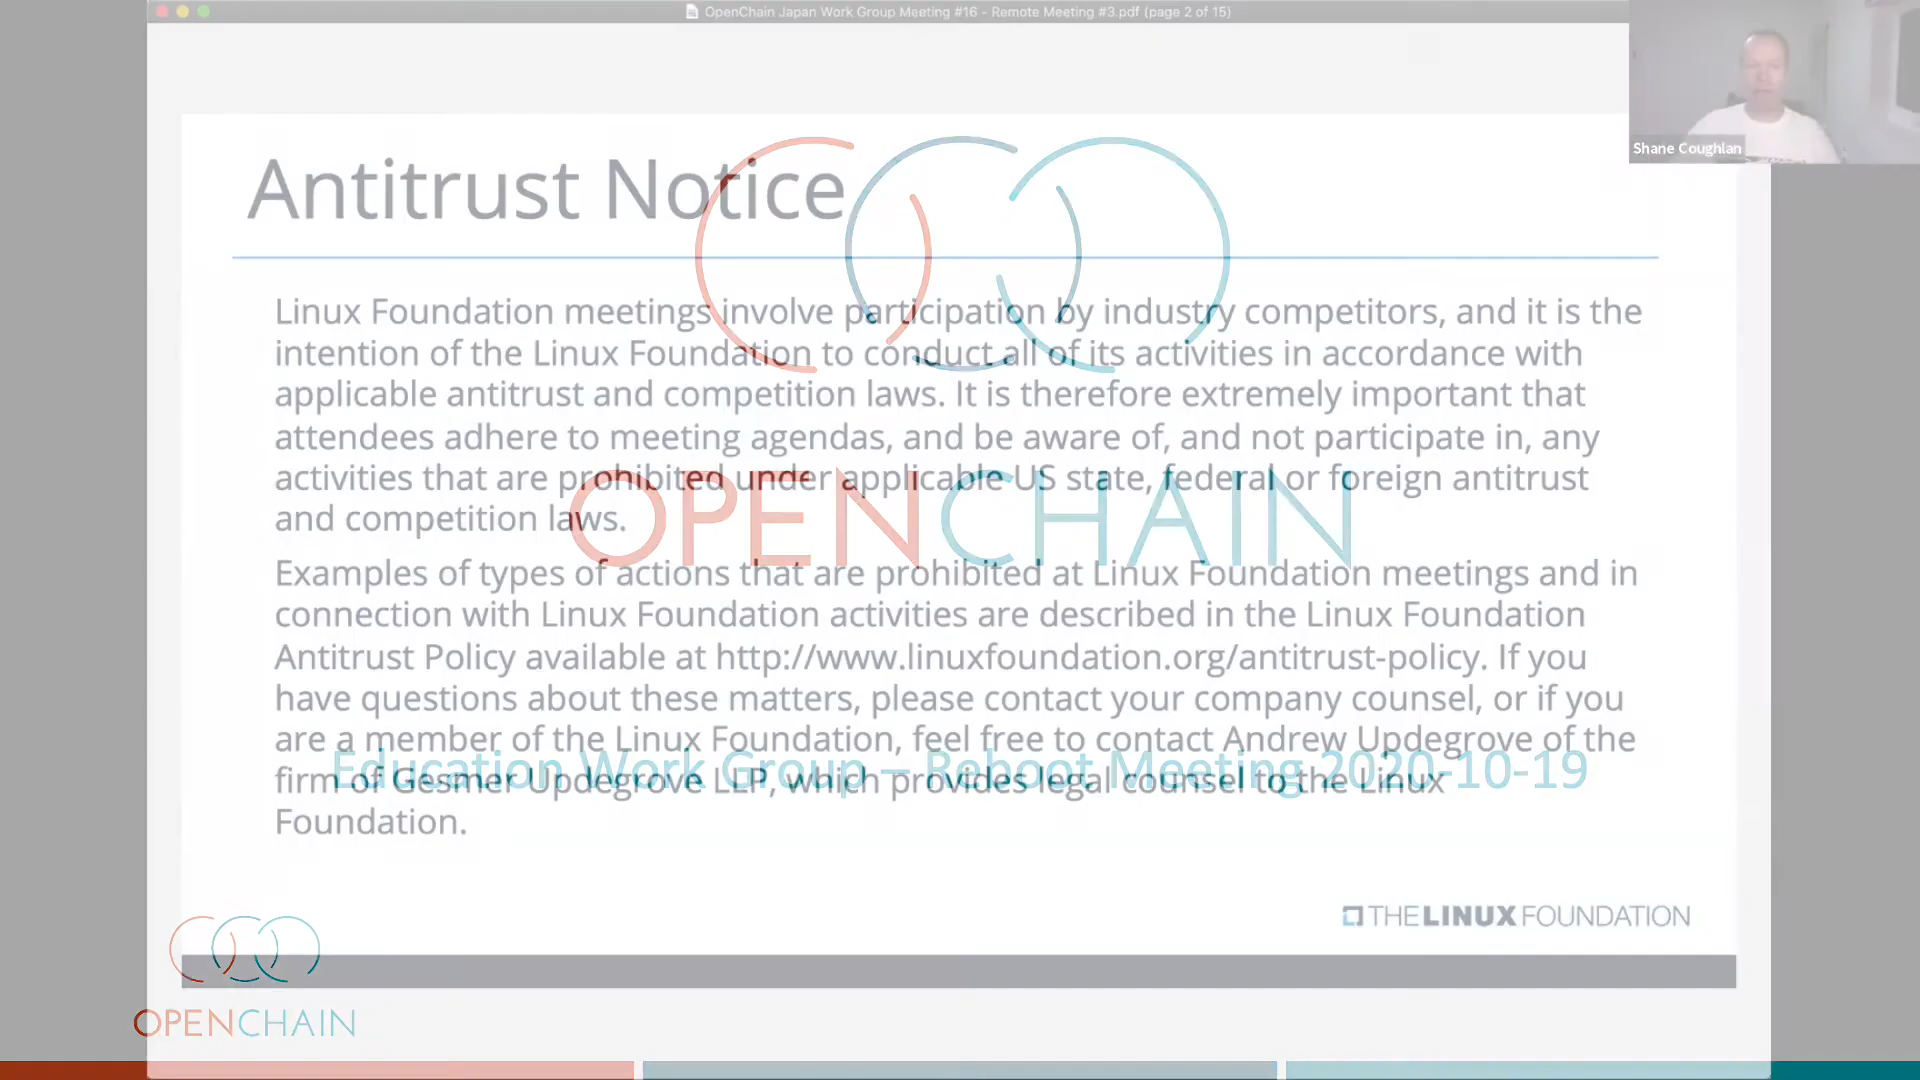 OpenChain Japan Work Group Meeting #16 - Remote Meeting #3.pdf (page 2 of 15)
Shane Coughlan
Antitrust Notice
Linux Foundation meetings involve participation by industry competitors, and it is the
intention of the Linux Foundation to conduct all of its activities in accordance with
applicable antitrust and competition laws. It is therefore extremely important that
attendees adhere to meeting agendas, and be aware of, and not participate in, any
activities that are prohibited under applicable US state, federal or foreign antitrust
and competition laws.
OPENCHAIN
Examples of types of actions that are prohibited at Linux Foundation meetings and in
connection with Linux Foundation activities are described in the Linux Foundation
Antitrust Policy available at http://www.linuxfoundation.org/antitrust-policy. If you
have questions about these matters, please contact your company counsel, or if you
are a member of the Linux Foundation, feel free to contact Andrew Updegrove of the
firm of Gesmer Updegrove LLP, which provides legal counsel to the Linux
Foundation.
Education Work Group – Reboot Meeting 2020-10-19
THE LINUX FOUNDATION
OPENCHAIN